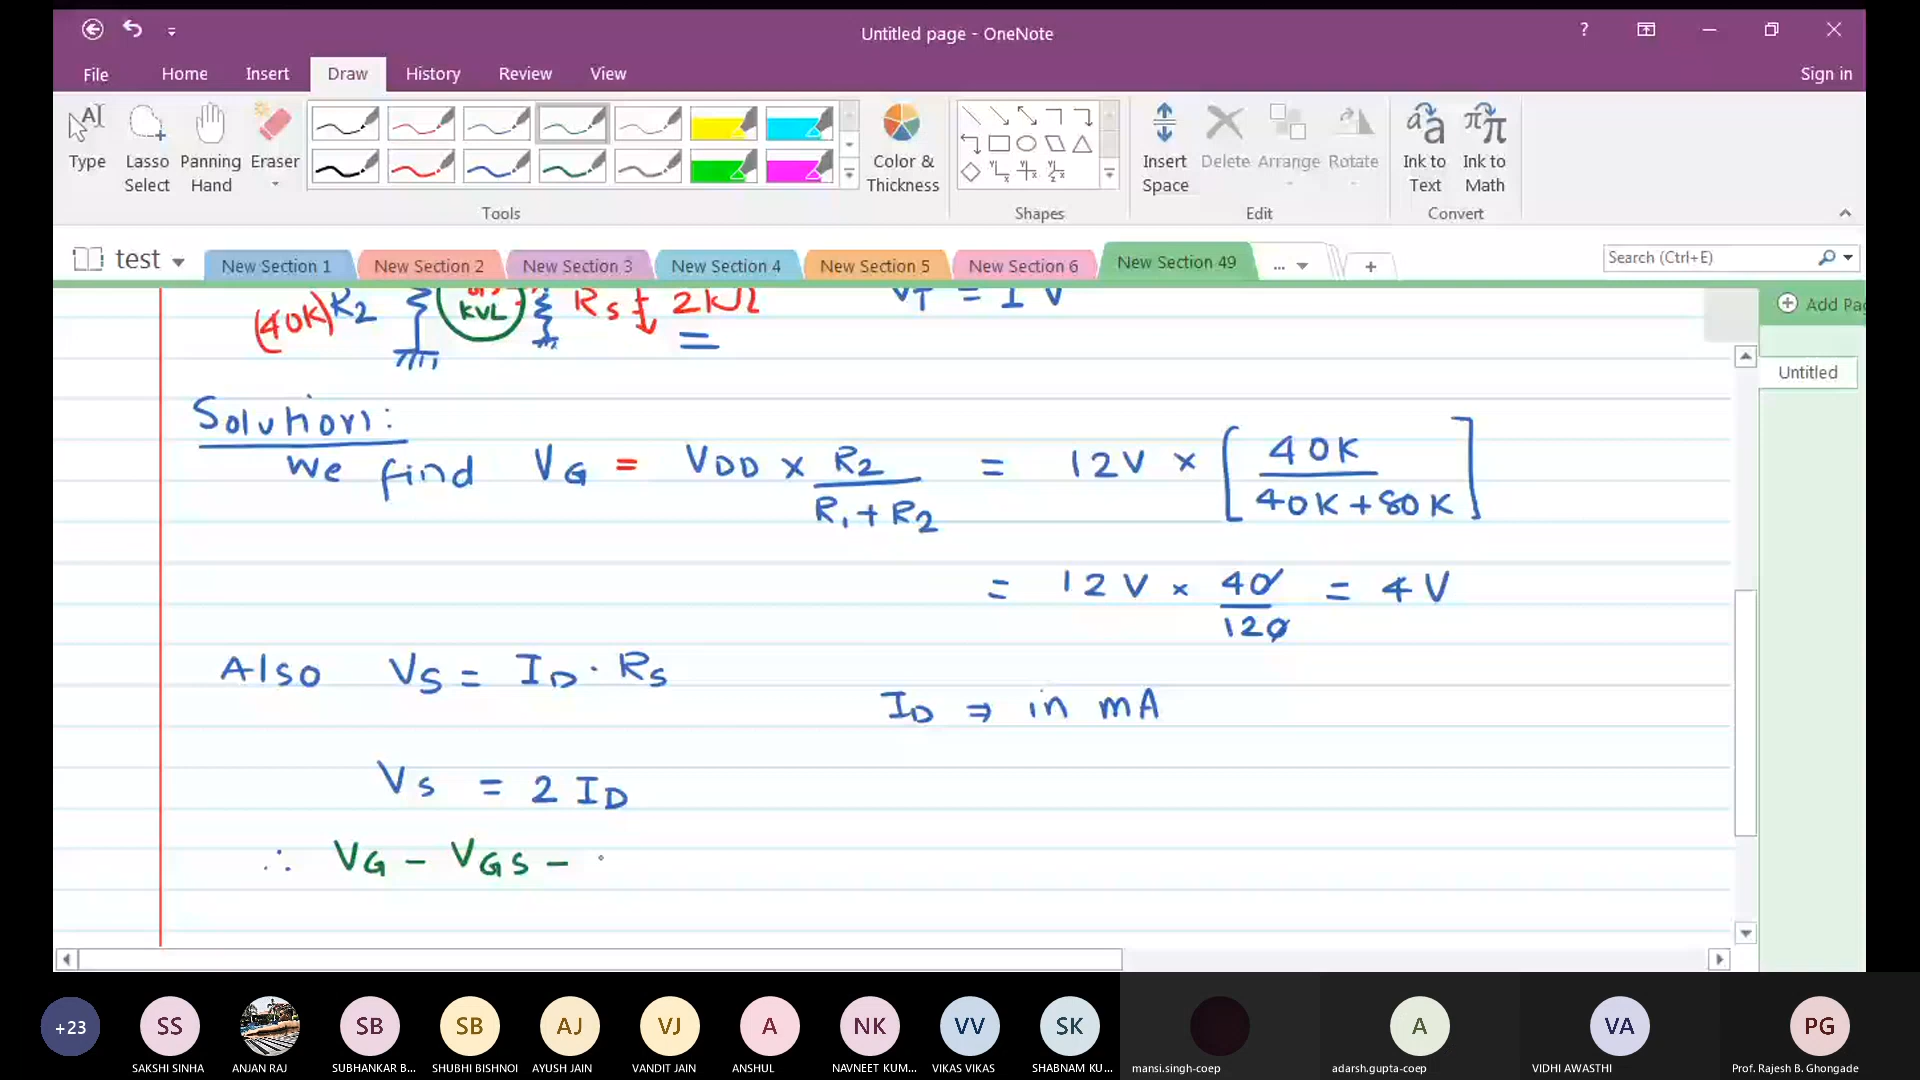 Untitled page - OneNote
?
File Home Insert Draw History Review View
Sign in
Type
Lasso Select
Panning Hand
Eraser
Color & Thickness
Insert Space
Delete
Arrange
Rotate
Ink to Text
Ink to Math
Tools
Shapes
Edit
Convert
test
New Section 1
New Section 2
New Section 3
New Section 4
New Section 5
New Section 6
New Section 49
...
+
Search (Ctrl+E)
Add Pa
Untitled
(40K) R2 KVL Rs 2kΩ
VT = 1 V
Solution:
We find VG = VDD × R2/(R1 + R2) = 12V × [40K/(40K+80K)]
= 12 V × 40/120 = 4 V
Also VS = ID · RS
ID ⇒ in mA
VS = 2 ID
∴ VG − VGS −
+23
SS
SB
SB
AJ
VJ
A
NK
VV
SK
A
VA
PG
SAKSHI SINHA
ANJAN RAJ
SUBHANKAR B...
SHUBHI BISHNOI
AYUSH JAIN
VANDIT JAIN
ANSHUL
NAVNEET KUM...
VIKAS VIKAS
SHABNAM KU...
mansi.singh-coep
adarsh.gupta-coep
VIDHI AWASTHI
Prof. Rajesh B. Ghongade